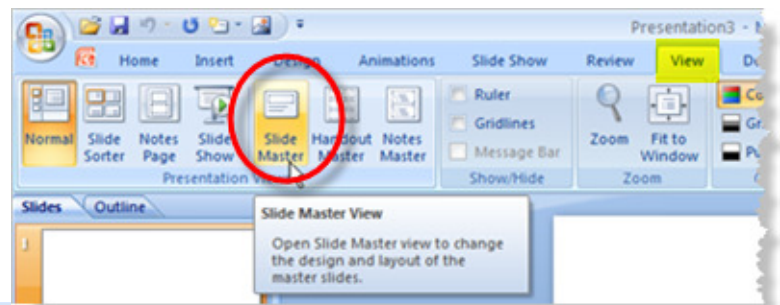 Presentation3 -
Home Insert Design Animations Slide Show Review View
Normal Slide Sorter Notes Page Slide Show Slide Master Handout Master Notes Master
Ruler
Gridlines
Message Bar
Zoom Fit to Window
Presentation Show/Hide Zoom
Slides Outline
1
Slide Master View
Open Slide Master view to change
the design and layout of the
master slides.